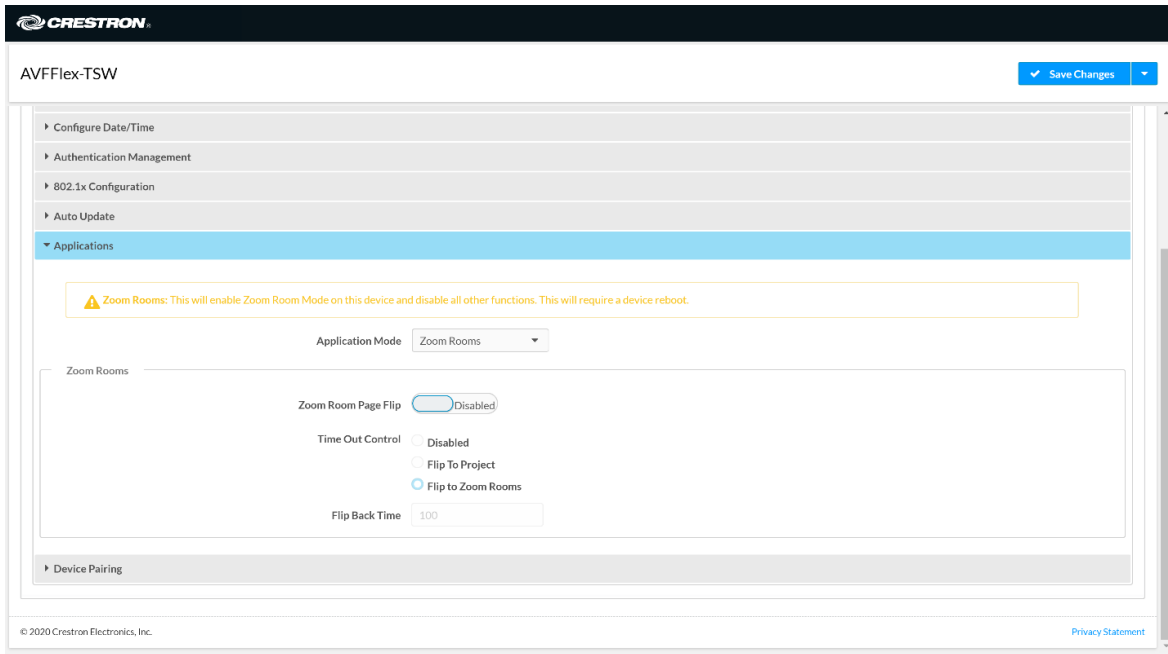 CRESTRON®
AVFFlex-TSW
Save Changes
Configure Date/Time
Authentication Management
802.1x Configuration
Auto Update
Applications
Zoom Rooms: This will enable Zoom Room Mode on this device and disable all other functions. This will require a device reboot.
Application Mode Zoom Rooms
Zoom Rooms
Zoom Room Page Flip Disabled
Time Out Control Disabled
Flip To Project
Flip to Zoom Rooms
Flip Back Time 100
Device Pairing
© 2020 Crestron Electronics, Inc. Privacy Statement